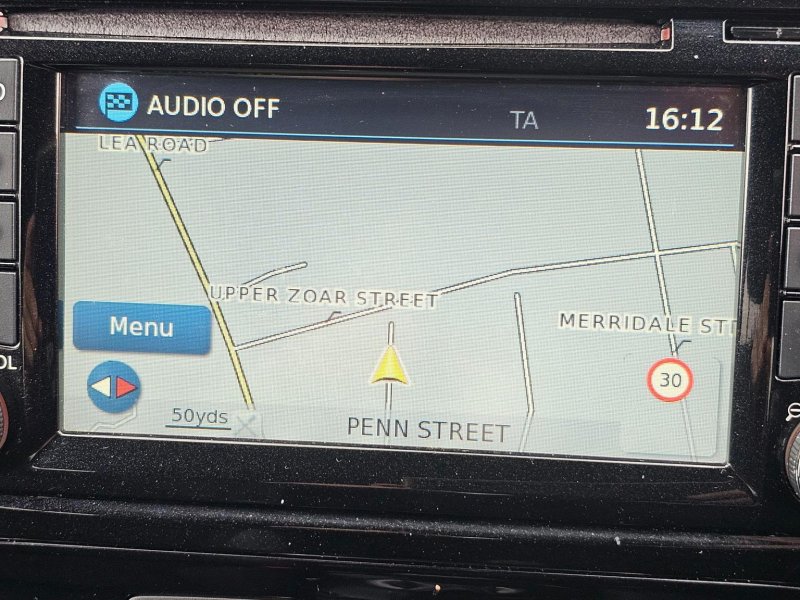 AUDIO OFF
TA
16:12
LEA ROAD
UPPER ZOAR STREET
MERRIDALE ST
Menu
30
50yds
PENN STREET